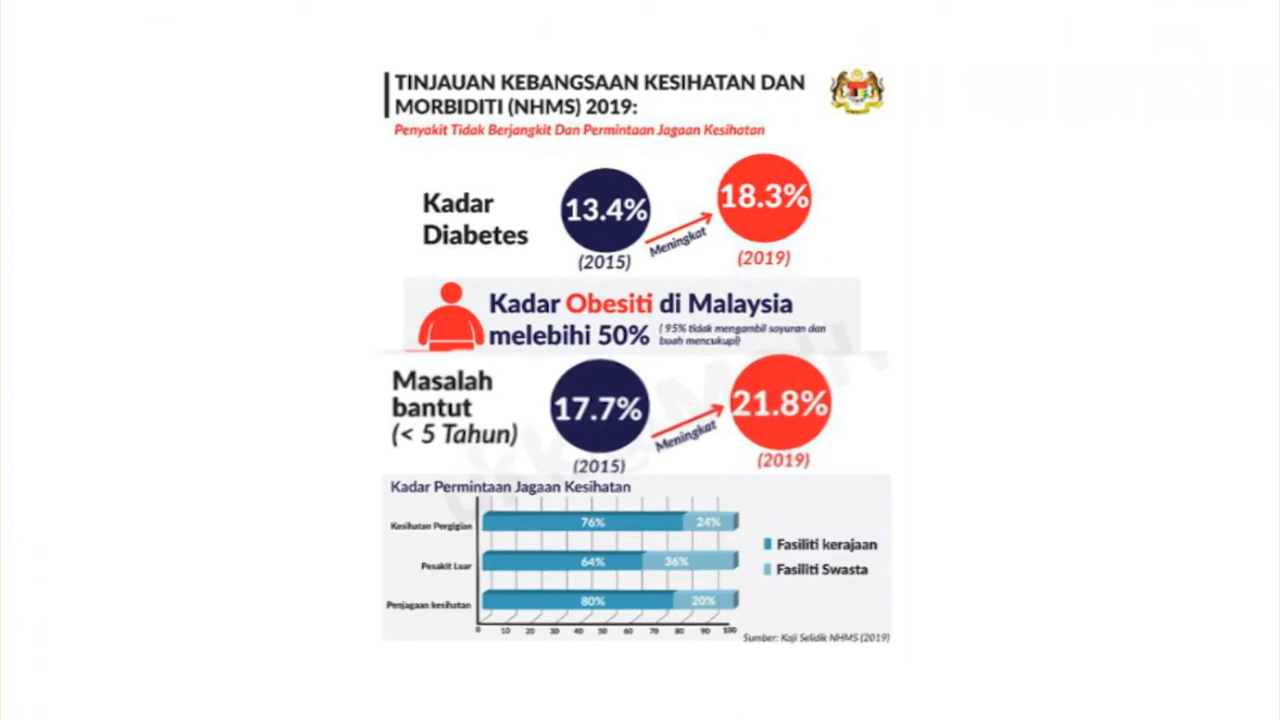 TINJAUAN KEBANGSAAN KESIHATAN DAN
MORBIDITI (NHMS) 2019:
Penyakit Tidak Berjangkit Dan Permintaan Jagaan Kesihatan
Kadar
Diabetes
13.4%
(2015)
Meningkat
18.3%
(2019)
Kadar Obesiti di Malaysia
melebihi 50%
( 95% tidak mengambil sayuran dan
buah mencukupi)
Masalah
bantut
(< 5 Tahun)
17.7%
(2015)
Meningkat
21.8%
(2019)
Kadar Permintaan Jagaan Kesihatan
Kesihatan Pergigian 76% 24%
Pesakit Luar 64% 36%
Penjagaan kesihatan 80% 20%
0 10 20 30 40 50 60 70 80 90 100
Fasiliti kerajaan
Fasiliti Swasta
Sumber: Kaji Selidik NHMS (2019)